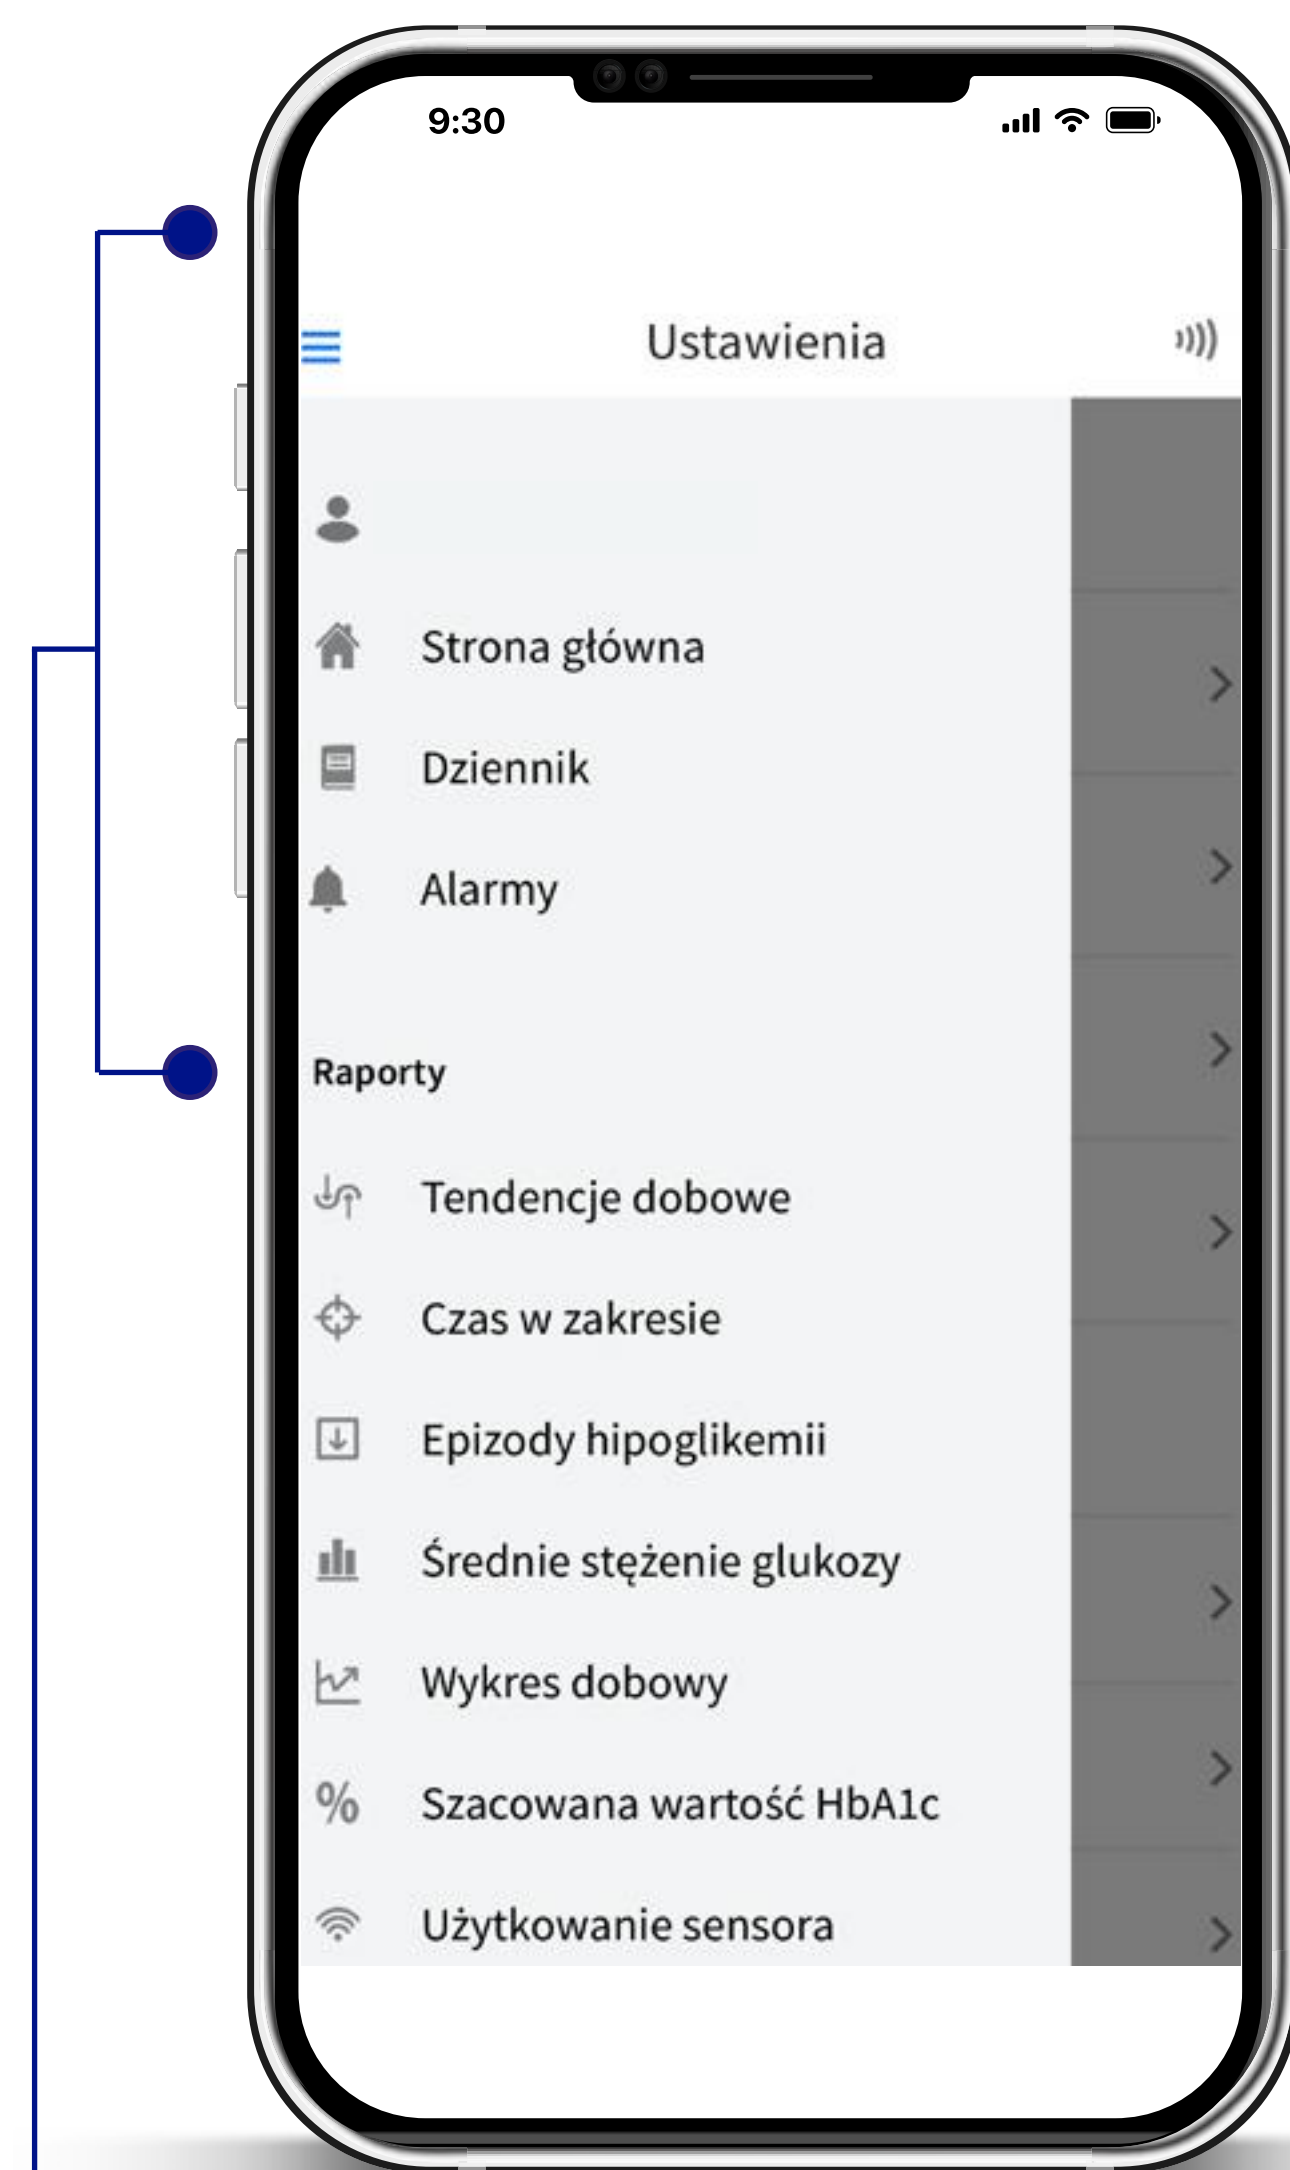 9:30
Ustawienia
Strona główna
Dziennik
Alarmy
Raporty
Tendencje dobowe
Czas w zakresie
Epizody hipoglikemii
Średnie stężenie glukozy
Wykres dobowy
% Szacowana wartość HbA1c
Użytkowanie sensora